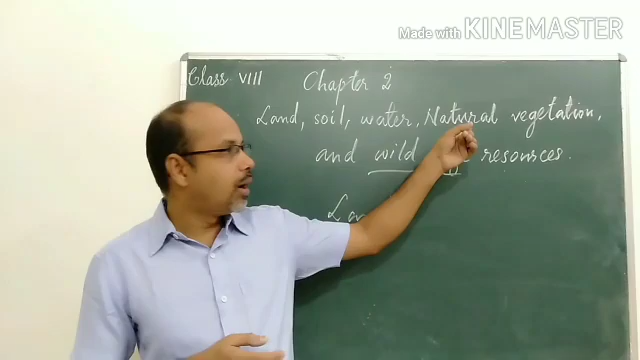 Made with KINEMASTER
Class VIII Chapter 2
Land, soil, water, Natural vegetation,
and wild resources.